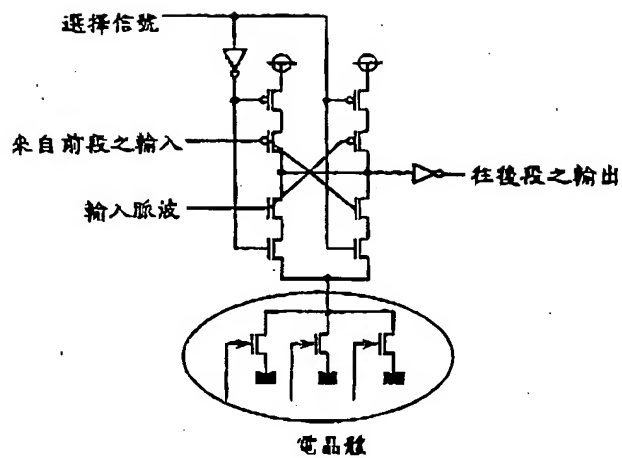 選擇信號
來自前段之輸入
輸入脈波
往後段之輸出
電晶體